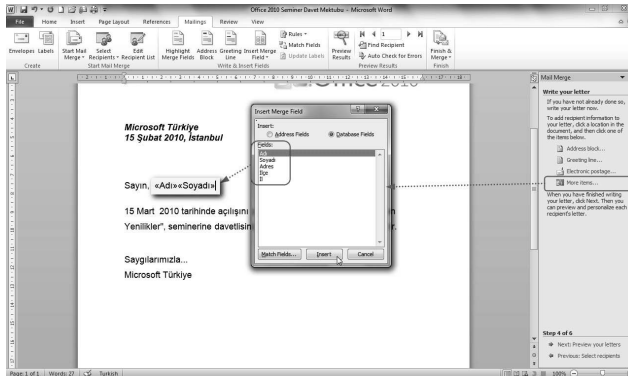 Office 2010 Seminer Davet Mektubu - Microsoft Word
File Home Insert Page Layout References Mailings Review View
Envelopes Labels
Start Mail Merge Select Recipients Edit Recipient List
Highlight Merge Fields Address Block Greeting Line Insert Merge Field
Rules
Match Fields
Update Labels
Preview Results
1
Find Recipient
Auto Check for Errors
Finish & Merge
Create Start Mail Merge Write & Insert Fields Preview Results Finish
Office 2010
Microsoft Türkiye
15 Şubat 2010, İstanbul
Sayın, «Adı»«Soyadı»
15 Mart 2010 tarihinde açılışını
Yenilikler", seminerine davetlisin
Saygılarımızla...
Microsoft Türkiye
Insert Merge Field
Insert:
Address Fields Database Fields
Fields:
Adı
Soyadı
Adres
İlçe
İl
Match Fields... Insert Cancel
Mail Merge
Write your letter
If you have not already done so,
write your letter now.
To add recipient information to
your letter, click a location in the
document, and then click one of
the items below.
Address block...
Greeting line...
Electronic postage...
More items...
When you have finished writing
your letter, click Next. Then you
can preview and personalize each
recipient's letter.
Step 4 of 6
Next: Preview your letters
Previous: Select recipients
Page 1 of 1 Words: 27 Turkish 100%